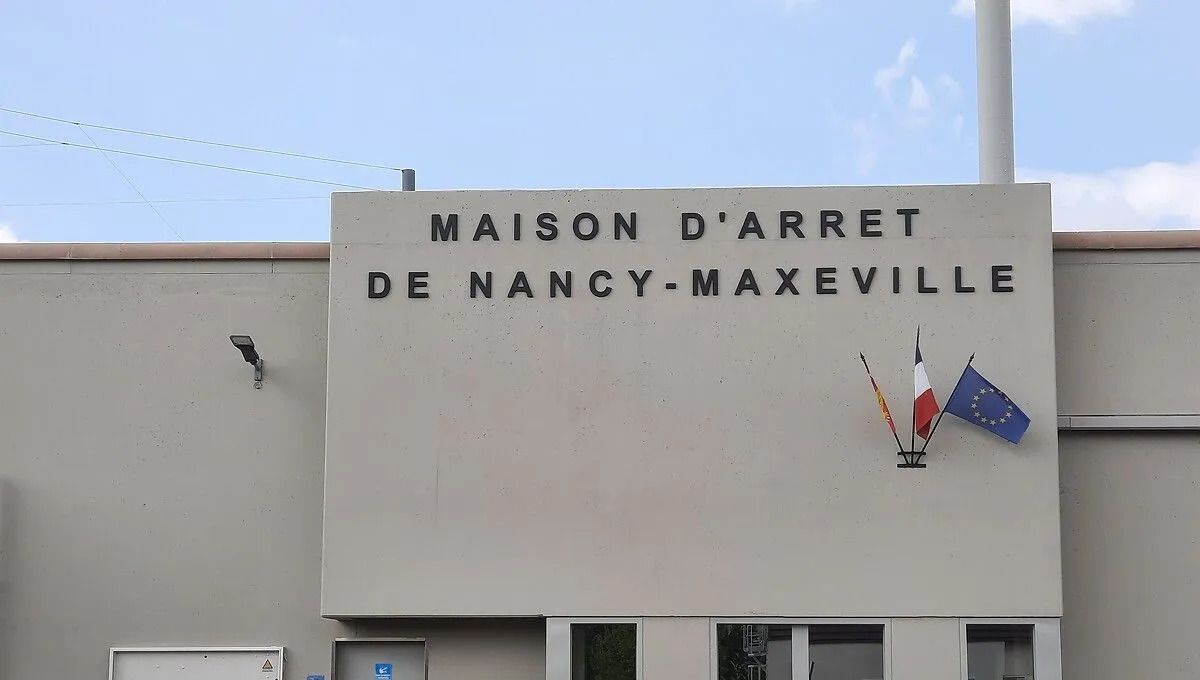 MAISON D'ARRET
DE NANCY-MAXEVILLE